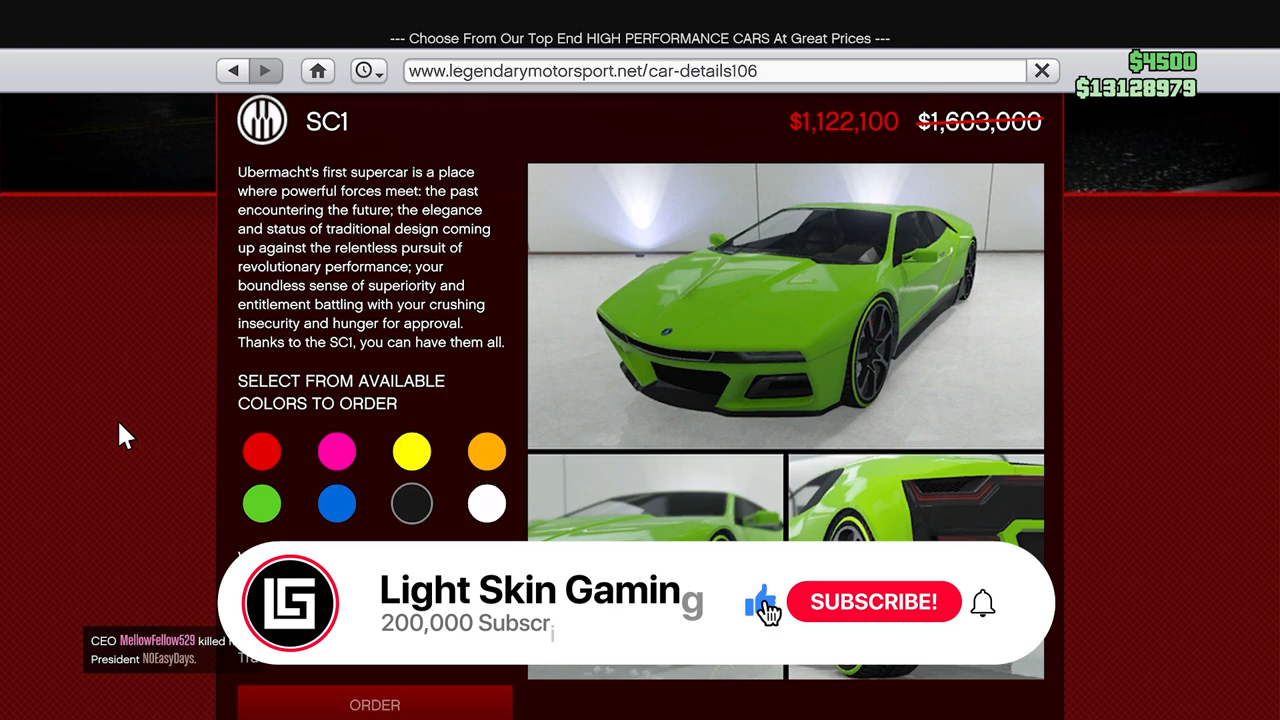 --- Choose From Our Top End HIGH PERFORMANCE CARS At Great Prices ---
www.legendarymotorsport.net/car-details106
$4500
$13128979
SC1
$1,122,100 $1,603,000
Ubermacht's first supercar is a place
where powerful forces meet: the past
encountering the future; the elegance
and status of traditional design coming
up against the relentless pursuit of
revolutionary performance; your
boundless sense of superiority and
entitlement battling with your crushing
insecurity and hunger for approval.
Thanks to the SC1, you can have them all.
SELECT FROM AVAILABLE
COLORS TO ORDER
LSG
Light Skin Gaming
200,000 Subscri
SUBSCRIBE!
CEO MellowFellow529 killed
President NOEasyDays.
ORDER